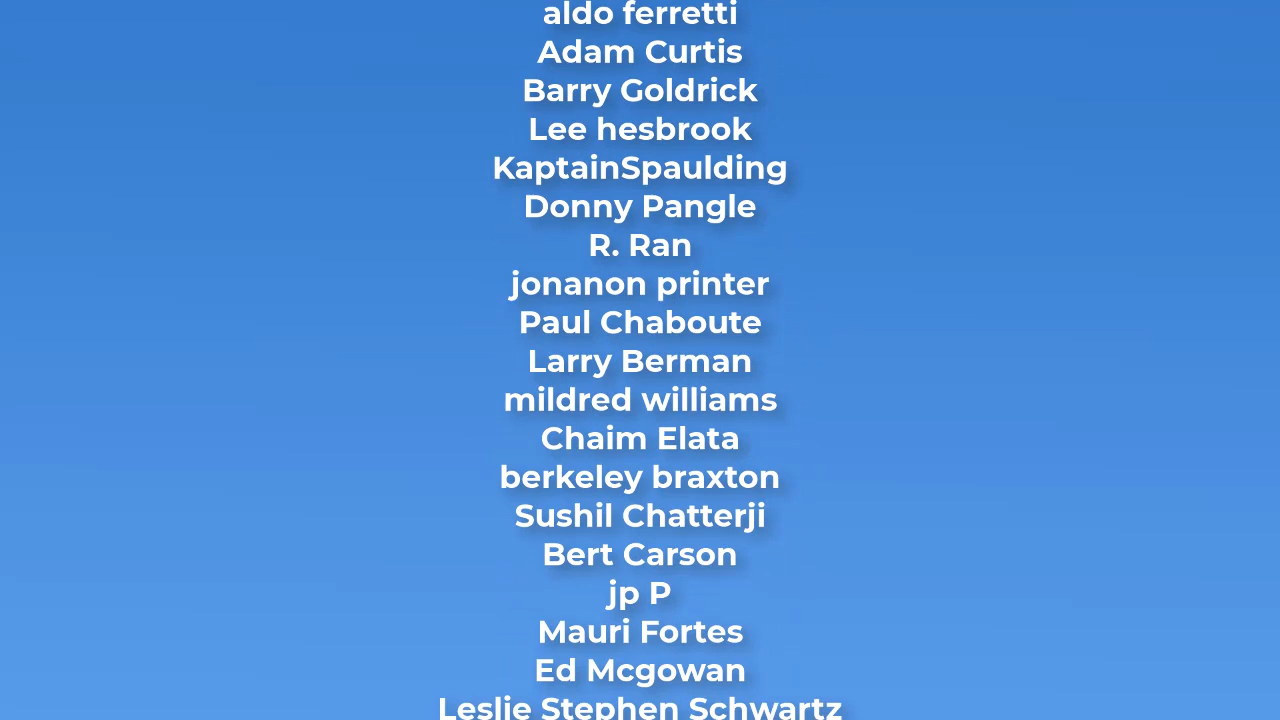 aldo ferretti
Adam Curtis
Barry Goldrick
Lee hesbrook
KaptainSpaulding
Donny Pangle
R. Ran
jonanon printer
Paul Chaboute
Larry Berman
mildred williams
Chaim Elata
berkeley braxton
Sushil Chatterji
Bert Carson
jp P
Mauri Fortes
Ed Mcgowan
Leslie Stephen Schwartz